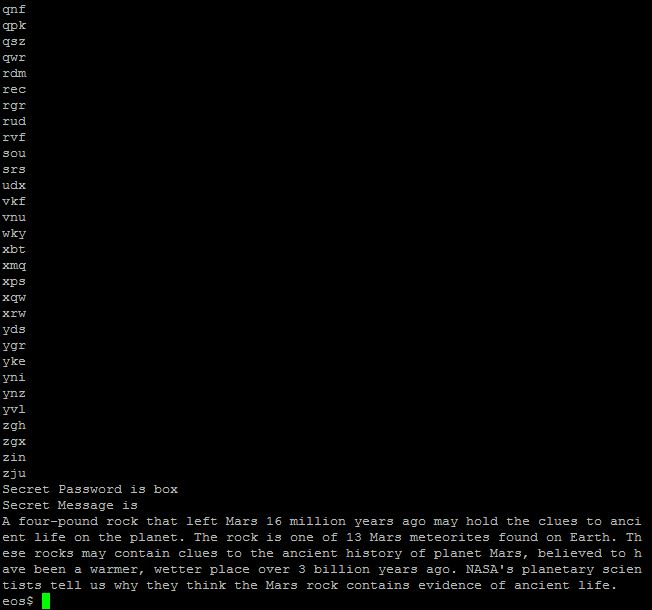 qnf
qpk
qsz
qwr
rdm
rec
rgr
rud
rvf
sou
srs
udx
vkf
vnu
wky
xbt
xmq
xps
xqw
xrw
yds
ygr
yke
yni
ynz
yvl
zgh
zgx
zin
zju
Secret Password is box
Secret Message is
A four-pound rock that left Mars 16 million years ago may hold the clues to anci
ent life on the planet. The rock is one of 13 Mars meteorites found on Earth. Th
ese rocks may contain clues to the ancient history of planet Mars, believed to h
ave been a warmer, wetter place over 3 billion years ago. NASA's planetary scien
tists tell us why they think the Mars rock contains evidence of ancient life.
eos$